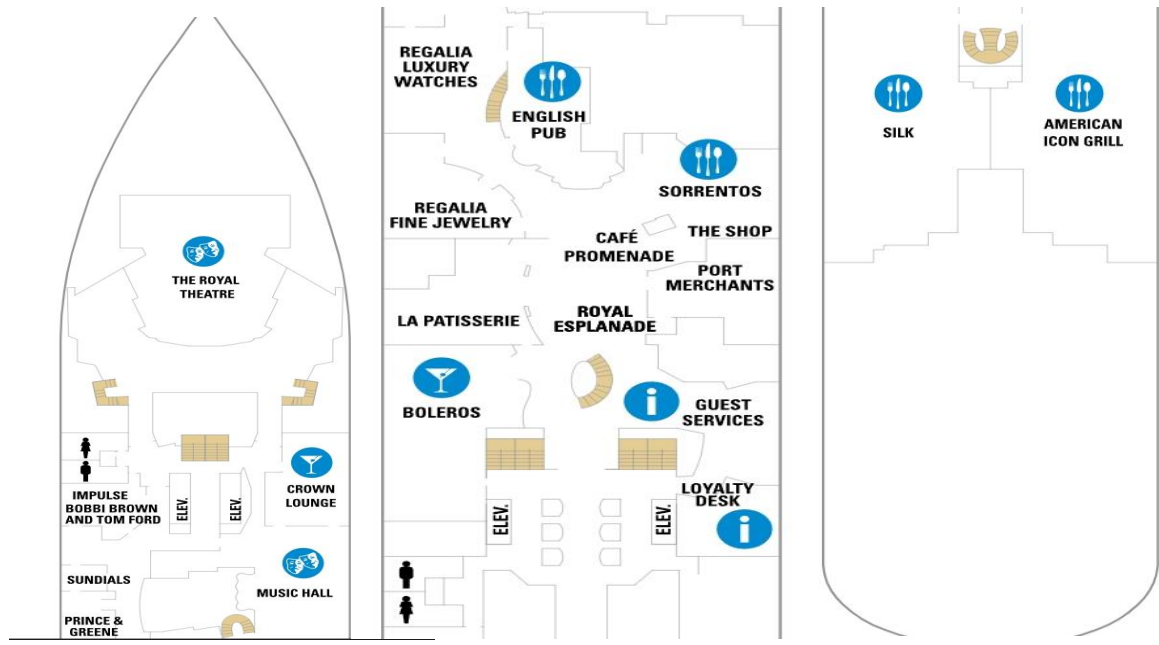 THE ROYAL
THEATRE
CROWN
LOUNGE
IMPULSE
BOBBI BROWN
AND TOM FORD
ELEV.
ELEV.
SUNDIALS
MUSIC HALL
PRINCE &
GREENE
REGALIA
LUXURY
WATCHES
ENGLISH
PUB
SORRENTOS
REGALIA
FINE JEWELRY
THE SHOP
CAFÉ
PROMENADE
PORT
MERCHANTS
LA PATISSERIE
ROYAL
ESPLANADE
BOLEROS
i
GUEST
SERVICES
LOYALTY
DESK
ELEV.
ELEV.
i
SILK
AMERICAN
ICON GRILL